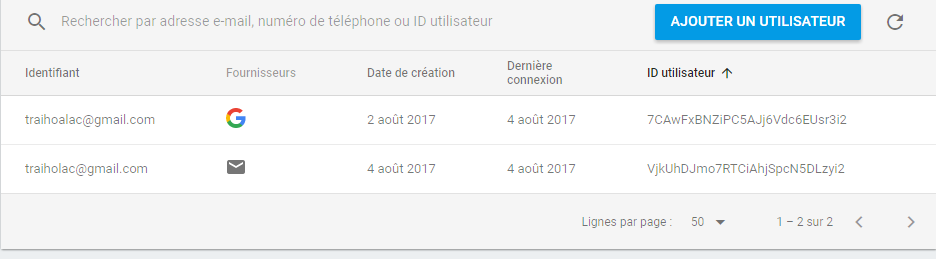 Rechercher par adresse e-mail, numéro de téléphone ou ID utilisateur
AJOUTER UN UTILISATEUR
Identifiant Fournisseurs Date de création Dernière connexion ID utilisateur
traihoalac@gmail.com 2 août 2017 4 août 2017 7CAwFxBNZiPC5AJj6Vdc6EUsr3i2
traiholac@gmail.com 4 août 2017 4 août 2017 VjkUhDJmo7RTCiAhjSpcN5DLzyi2
Lignes par page : 50 1 – 2 sur 2